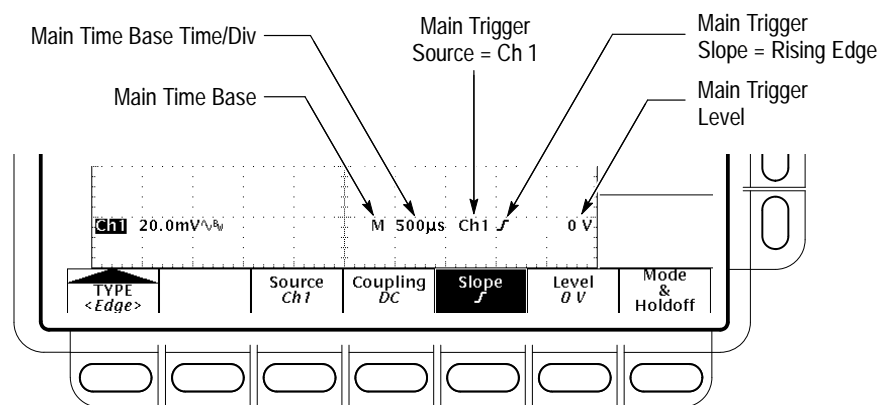 Main Time Base Time/Div
Main Trigger
Source = Ch 1
Main Trigger
Slope = Rising Edge
Main Time Base
Main Trigger
Level
Ch1 20.0mV∿Bw M 500µs Ch1 ƒ 0 V
TYPE
<Edge>
Source
Ch1
Coupling
DC
Slope
ƒ
Level
0 V
Mode
&
Holdoff